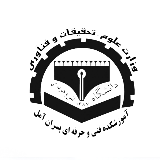 وزارت علوم تحقیقات و فناوری
آموزشکده فنی و حرفه ای پسران آمل